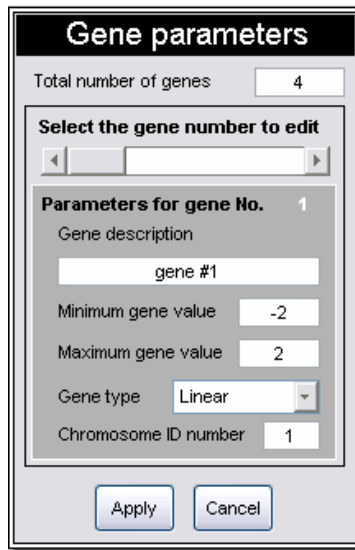 Gene parameters
Total number of genes 4
Select the gene number to edit
Parameters for gene No. 1
Gene description
gene #1
Minimum gene value -2
Maximum gene value 2
Gene type Linear
Chromosome ID number 1
Apply Cancel